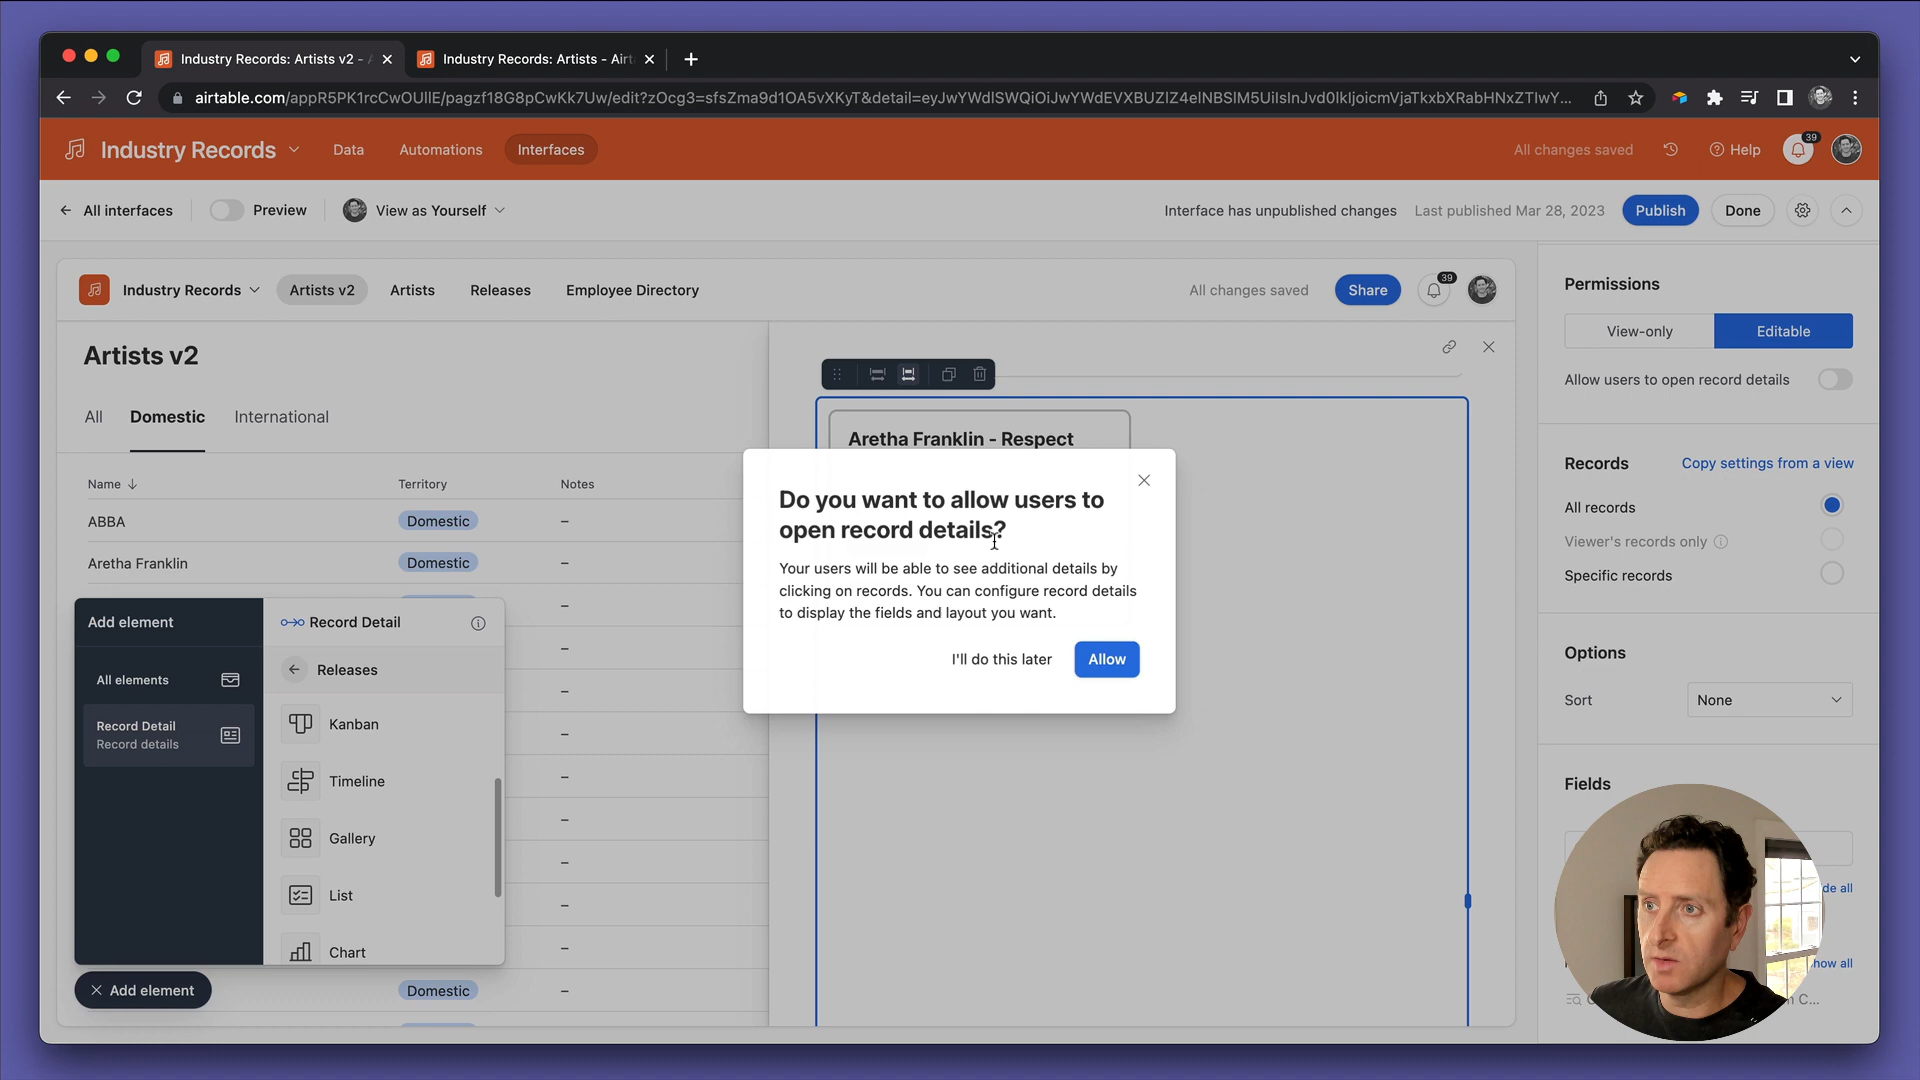 Industry Records: Artists v2 - A
Industry Records: Artists - Airt
airtable.com/appR5PK1rcCwOUIlE/pagzf18G8pCwKk7Uw/edit?zOcg3=sfsZma9d1OA5vXKyT&detail=eyJwYWdlSWQiOiJwYWdEVXBUZlZ4elNBSlM5UiIsInJvd0lkIjoicmVjaTkxbXRabHNxZTlwY...
Industry Records
Data
Automations
Interfaces
All changes saved
Help
39
All interfaces
Preview
View as Yourself
Interface has unpublished changes
Last published Mar 28, 2023
Publish
Done
Industry Records
Artists v2
Artists
Releases
Employee Directory
All changes saved
Share
39
Artists v2
All
Domestic
International
Name
Territory
Notes
ABBA
Domestic
–
Aretha Franklin
Domestic
–
–
–
–
–
–
–
–
–
–
Domestic
–
Add element
All elements
Record Detail
Record details
Record Detail
Releases
Kanban
Timeline
Gallery
List
Chart
Add element
Aretha Franklin - Respect
Do you want to allow users to
open record details?
Your users will be able to see additional details by
clicking on records. You can configure record details
to display the fields and layout you want.
I'll do this later
Allow
Permissions
View-only
Editable
Allow users to open record details
Records
Copy settings from a view
All records
Viewer's records only
Specific records
Options
Sort
None
Fields
de all
how all